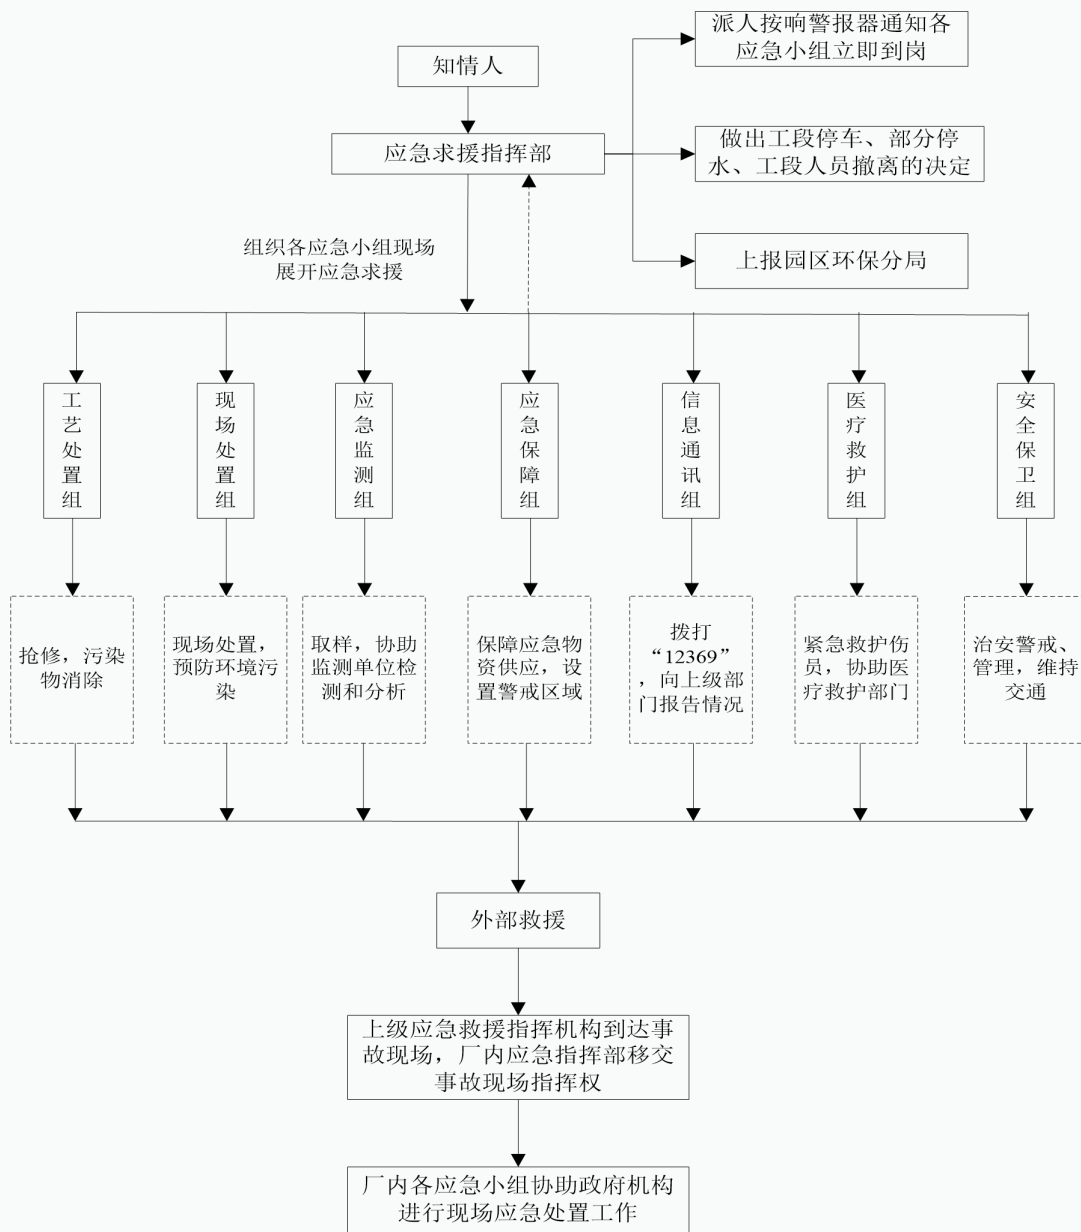 知情人
派人按响警报器通知各
应急小组立即到岗
应急求援指挥部
做出工段停车、部分停
水、工段人员撤离的决定
组织各应急小组现场
展开应急求援
上报园区环保分局
工艺处置组
现场处置组
应急监测组
应急保障组
信息通讯组
医疗救护组
安全保卫组
抢修，污染
物消除
现场处置，
预防环境污
染
取样，协助
监测单位检
测和分析
保障应急物
资供应，设
置警戒区域
拨打
“12369”
，向上级部
门报告情况
紧急救护伤
员，协助医
疗救护部门
治安警戒、
管理，维持
交通
外部救援
上级应急救援指挥机构到达事
故现场，厂内应急指挥部移交
事故现场指挥权
厂内各应急小组协助政府机构
进行现场应急处置工作